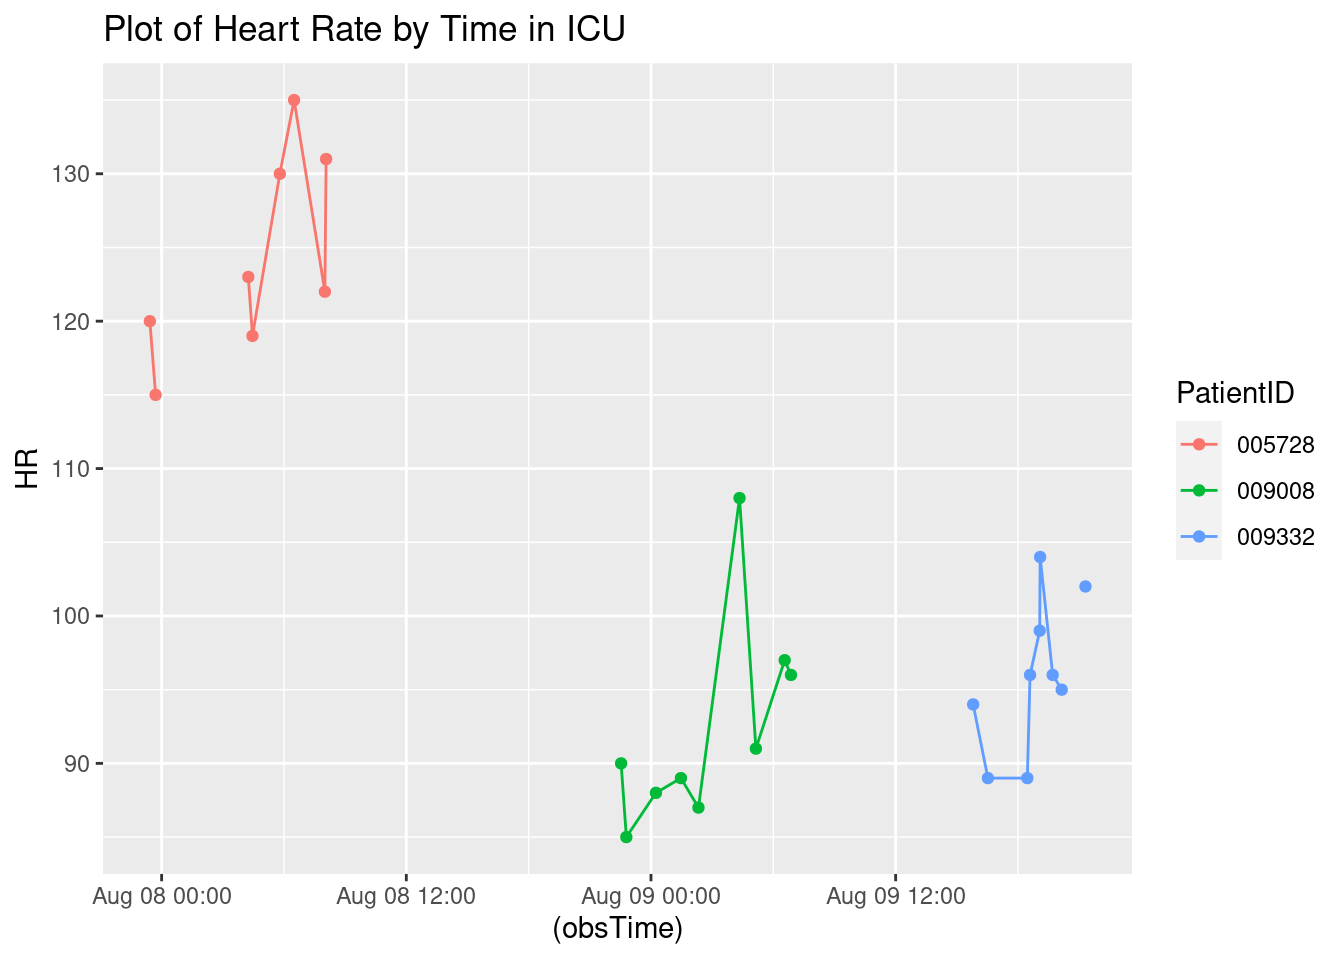 Plot of Heart Rate by Time in ICU
130
120
110
100
90
HR
Aug 08 00:00
Aug 08 12:00
Aug 09 00:00
Aug 09 12:00
(obsTime)
PatientID
005728
009008
009332